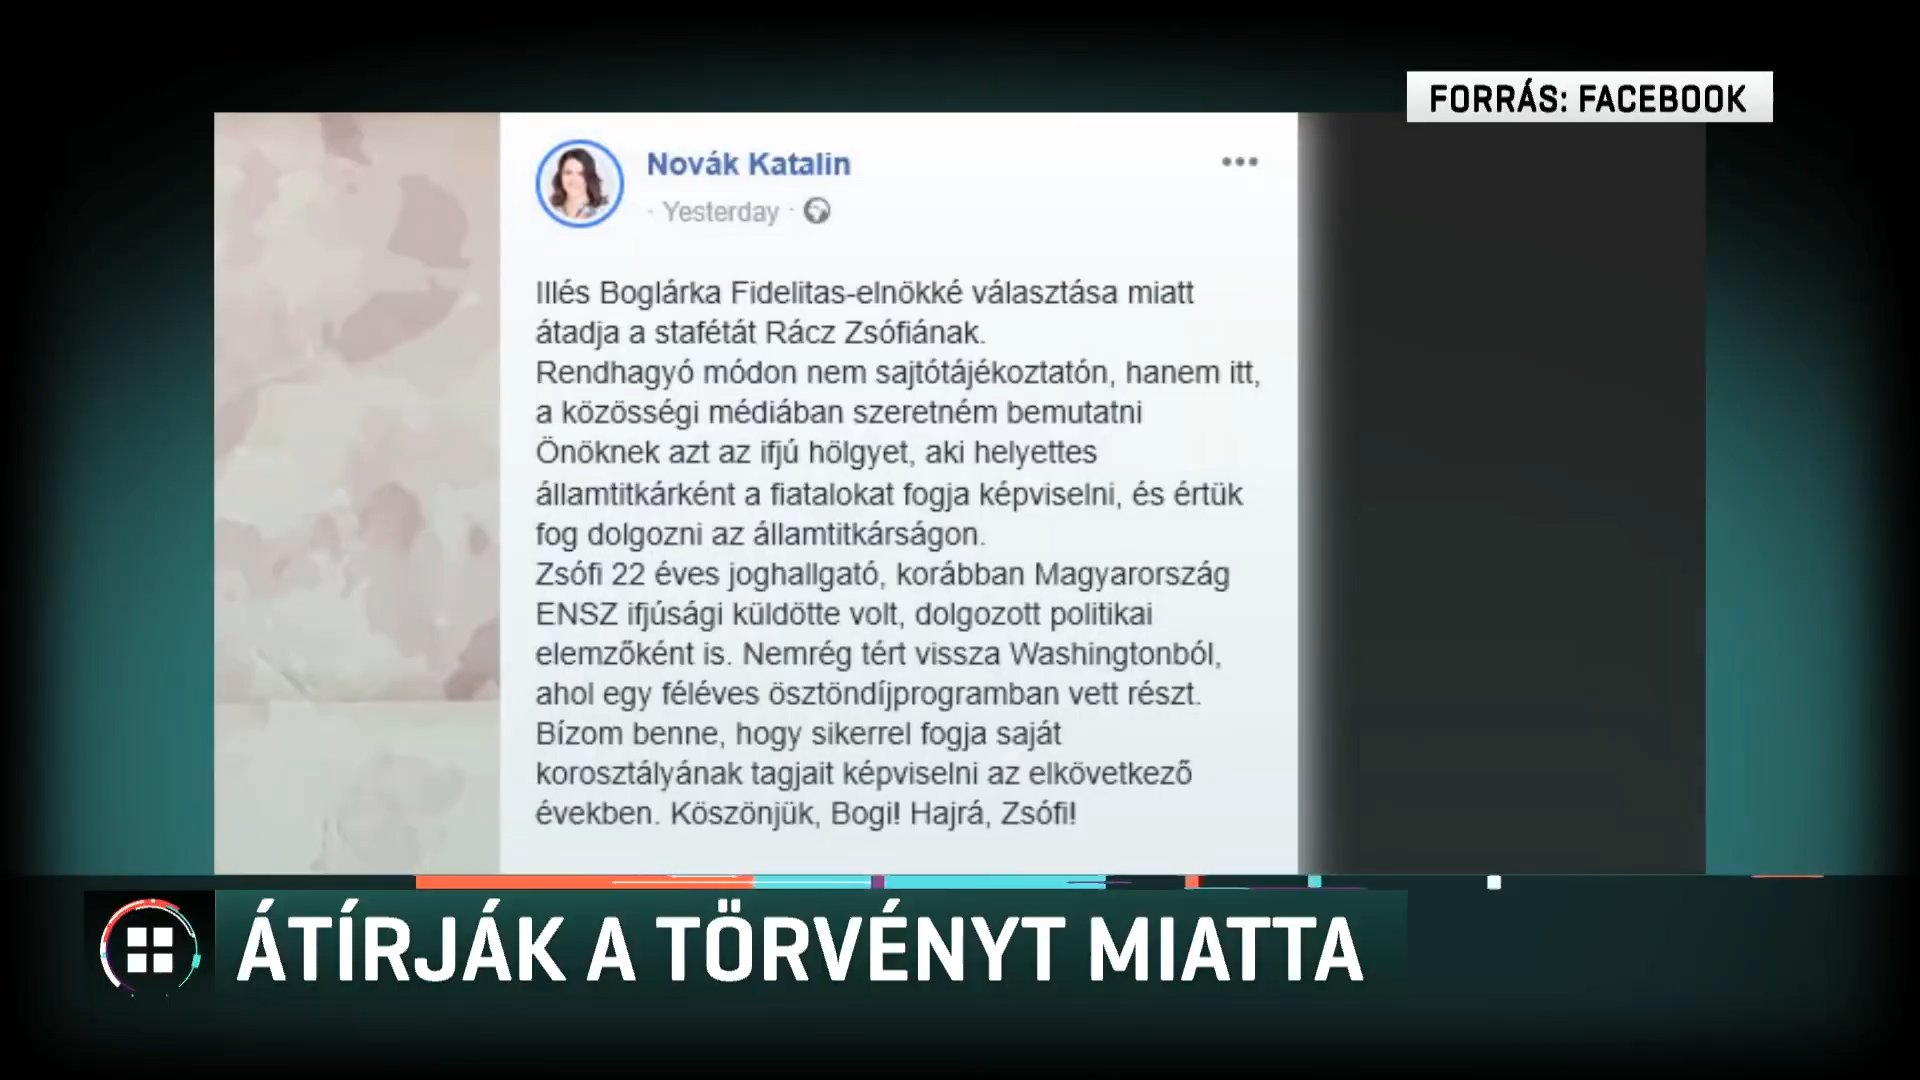 FORRÁS: FACEBOOK
Novák Katalin
· Yesterday ·
Illés Boglárka Fidelitas-elnökké választása miatt
átadja a stafétát Rácz Zsófiának.
Rendhagyó módon nem sajtótájékoztatón, hanem itt,
a közösségi médiában szeretném bemutatni
Önöknek azt az ifjú hölgyet, aki helyettes
államtitkárként a fiatalokat fogja képviselni, és értük
fog dolgozni az államtitkárságon.
Zsófi 22 éves joghallgató, korábban Magyarország
ENSZ ifjúsági küldötte volt, dolgozott politikai
elemzőként is. Nemrég tért vissza Washingtonból,
ahol egy féléves ösztöndíjprogramban vett részt.
Bízom benne, hogy sikerrel fogja saját
korosztályának tagjait képviselni az elkövetkező
években. Köszönjük, Bogi! Hajrá, Zsófi!
ÁTÍRJÁK A TÖRVÉNYT MIATTA